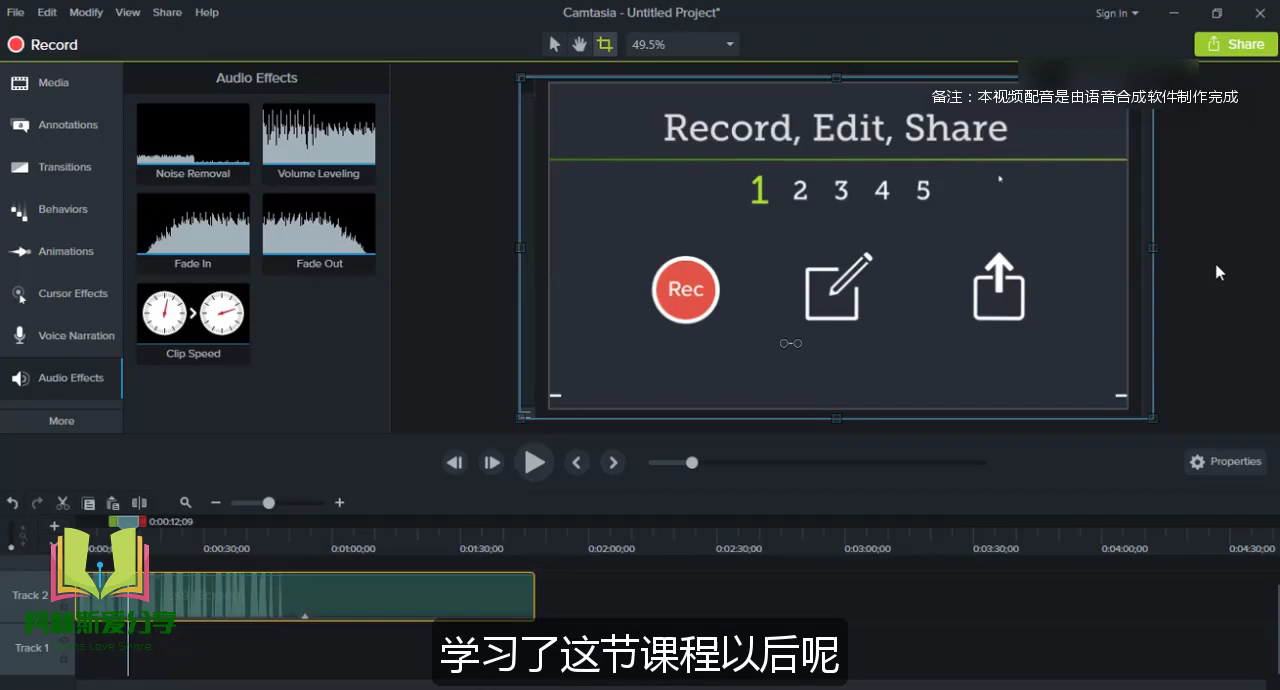 File Edit Modify View Share Help
Camtasia - Untitled Project*
Sign In
Record
49.5%
Share
备注：本视频配音是由语音合成软件制作完成
Media
Annotations
Transitions
Behaviors
Animations
Cursor Effects
Voice Narration
Audio Effects
More
Audio Effects
Noise Removal
Volume Leveling
Fade In
Fade Out
Clip Speed
Record, Edit, Share
1 2 3 4 5
Rec
Properties
0:00:12;09
0:00:30;00 0:01:00;00 0:01:30;00 0:02:00;00 0:02:30;00 0:03:00;00 0:03:30;00 0:04:00;00 0:04:30;00
Track 2
斯爱分享
Track 1
Love Share
学习了这节课程以后呢